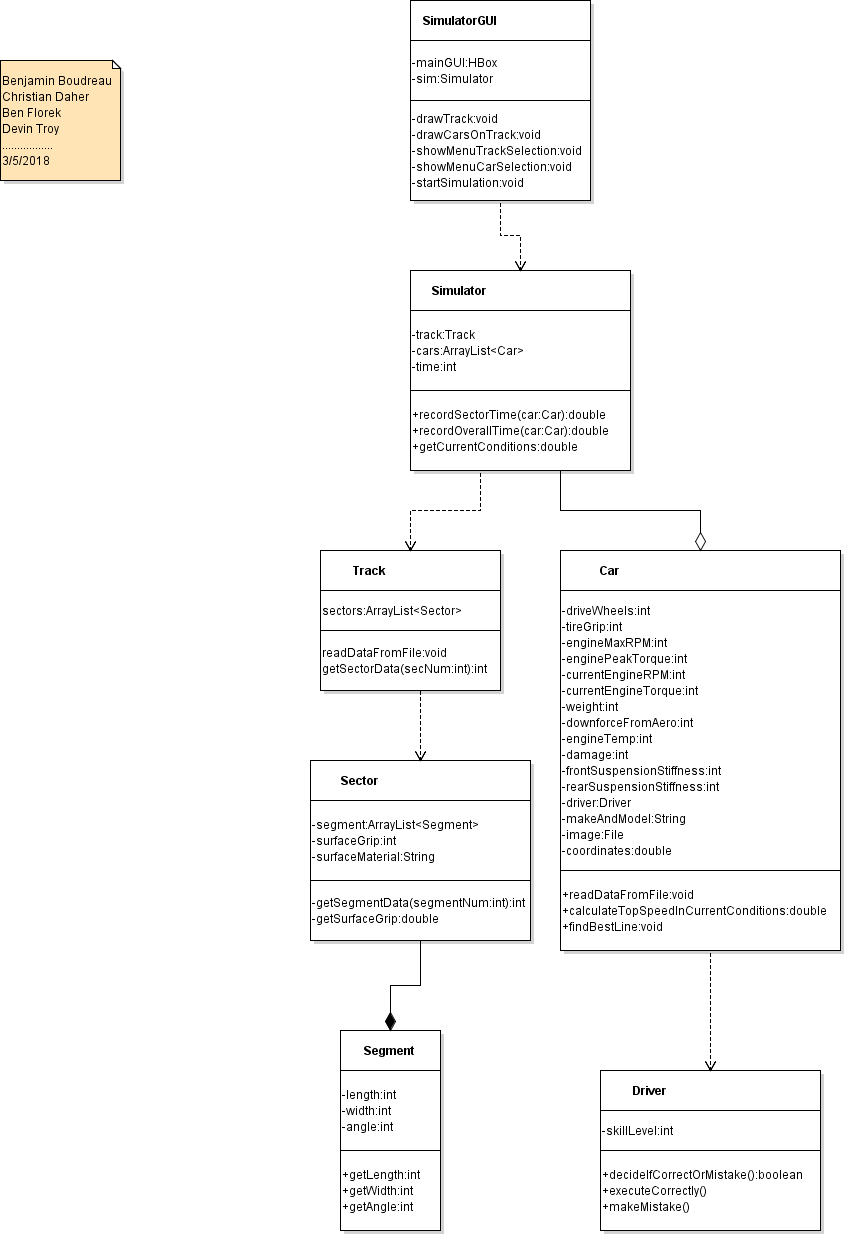 SimulatorGUI
-mainGUI:HBox
-sim:Simulator
-drawTrack:void
-drawCarsOnTrack:void
-showMenuTrackSelection:void
-showMenuCarSelection:void
-startSimulation:void
Benjamin Boudreau
Christian Daher
Ben Florek
Devin Troy
.................
3/5/2018
Simulator
-track:Track
-cars:ArrayList<Car>
-time:int
+recordSectorTime(car:Car):double
+recordOverallTime(car:Car):double
+getCurrentConditions:double
Track
sectors:ArrayList<Sector>
readDataFromFile:void
getSectorData(secNum:int):int
Car
-driveWheels:int
-tireGrip:int
-engineMaxRPM:int
-enginePeakTorque:int
-currentEngineRPM:int
-currentEngineTorque:int
-weight:int
-downforceFromAero:int
-engineTemp:int
-damage:int
-frontSuspensionStiffness:int
-rearSuspensionStiffness:int
-driver:Driver
-makeAndModel:String
-image:File
-coordinates:double
+readDataFromFile:void
+calculateTopSpeedInCurrentConditions:double
+findBestLine:void
Sector
-segment:ArrayList<Segment>
-surfaceGrip:int
-surfaceMaterial:String
-getSegmentData(segmentNum:int):int
-getSurfaceGrip:double
Segment
-length:int
-width:int
-angle:int
+getLength:int
+getWidth:int
+getAngle:int
Driver
-skillLevel:int
+decideIfCorrectOrMistake():boolean
+executeCorrectly()
+makeMistake()